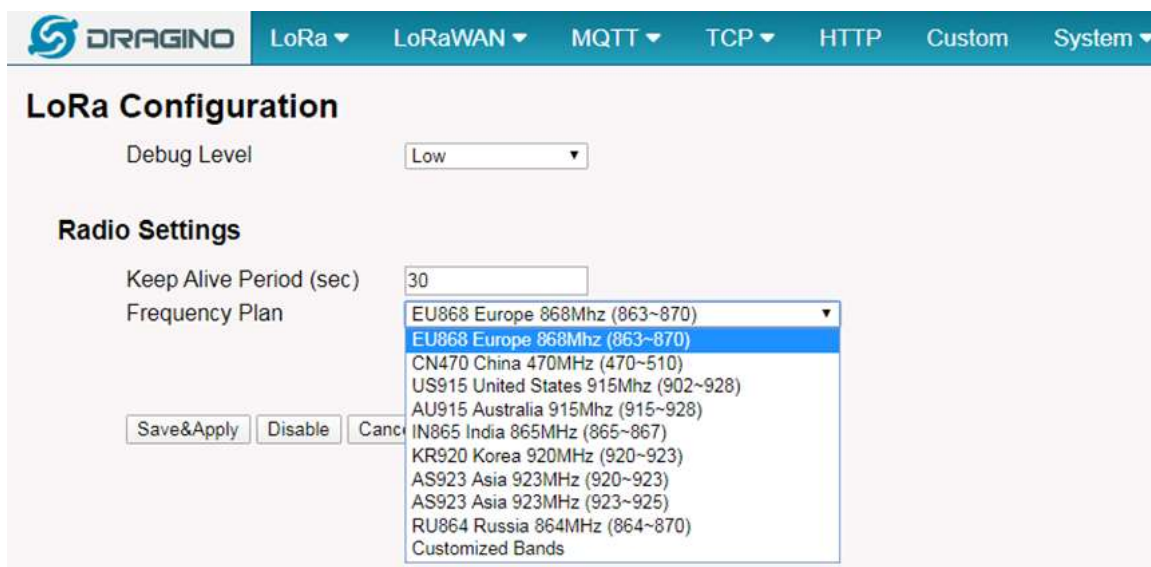 DRAGINO LoRa LoRaWAN MQTT TCP HTTP Custom System
LoRa Configuration
Debug Level Low
Radio Settings
Keep Alive Period (sec) 30
Frequency Plan EU868 Europe 868Mhz (863~870)
EU868 Europe 868Mhz (863~870)
CN470 China 470MHz (470~510)
US915 United States 915Mhz (902~928)
AU915 Australia 915Mhz (915~928)
Save&Apply Disable IN865 India 865MHz (865~867)
KR920 Korea 920MHz (920~923)
AS923 Asia 923MHz (920~923)
AS923 Asia 923MHz (923~925)
RU864 Russia 864MHz (864~870)
Customized Bands